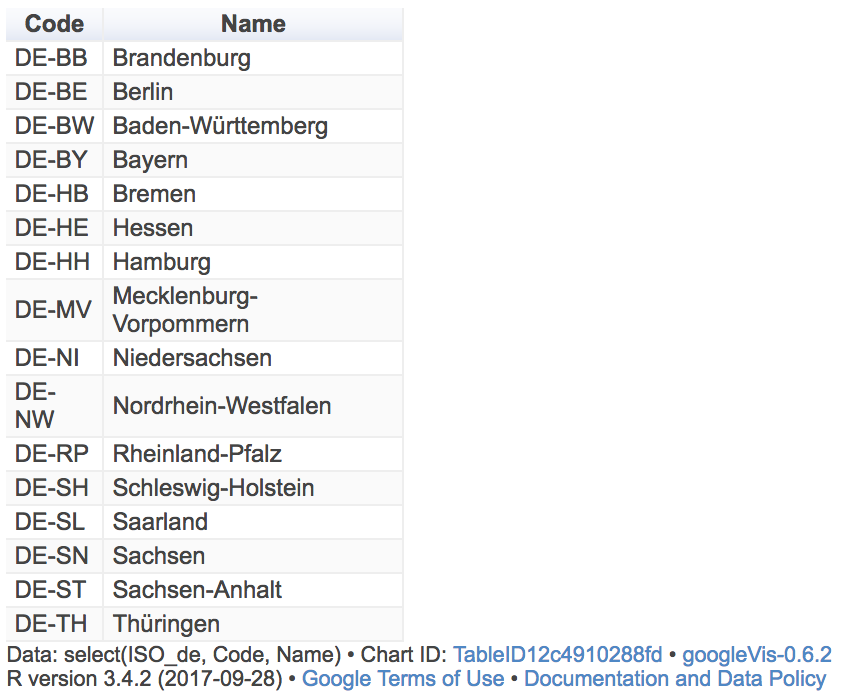 Code Name
DE-BB Brandenburg
DE-BE Berlin
DE-BW Baden-Württemberg
DE-BY Bayern
DE-HB Bremen
DE-HE Hessen
DE-HH Hamburg
DE-MV Mecklenburg-
Vorpommern
DE-NI Niedersachsen
DE-
NW Nordrhein-Westfalen
DE-RP Rheinland-Pfalz
DE-SH Schleswig-Holstein
DE-SL Saarland
DE-SN Sachsen
DE-ST Sachsen-Anhalt
DE-TH Thüringen
Data: select(ISO_de, Code, Name) • Chart ID: TableID12c4910288fd • googleVis-0.6.2
R version 3.4.2 (2017-09-28) • Google Terms of Use • Documentation and Data Policy